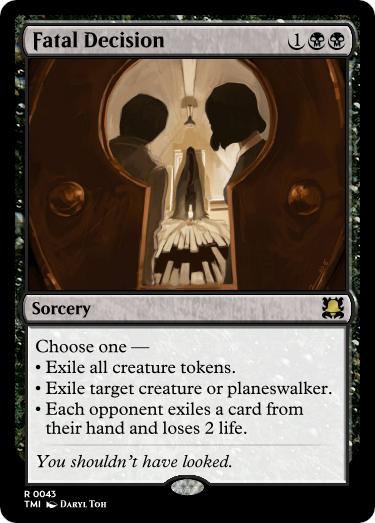 Fatal Decision 1
Sorcery
Choose one —
• Exile all creature tokens.
• Exile target creature or planeswalker.
• Each opponent exiles a card from
their hand and loses 2 life.
You shouldn't have looked.
R 0043
TMI Daryl Toh